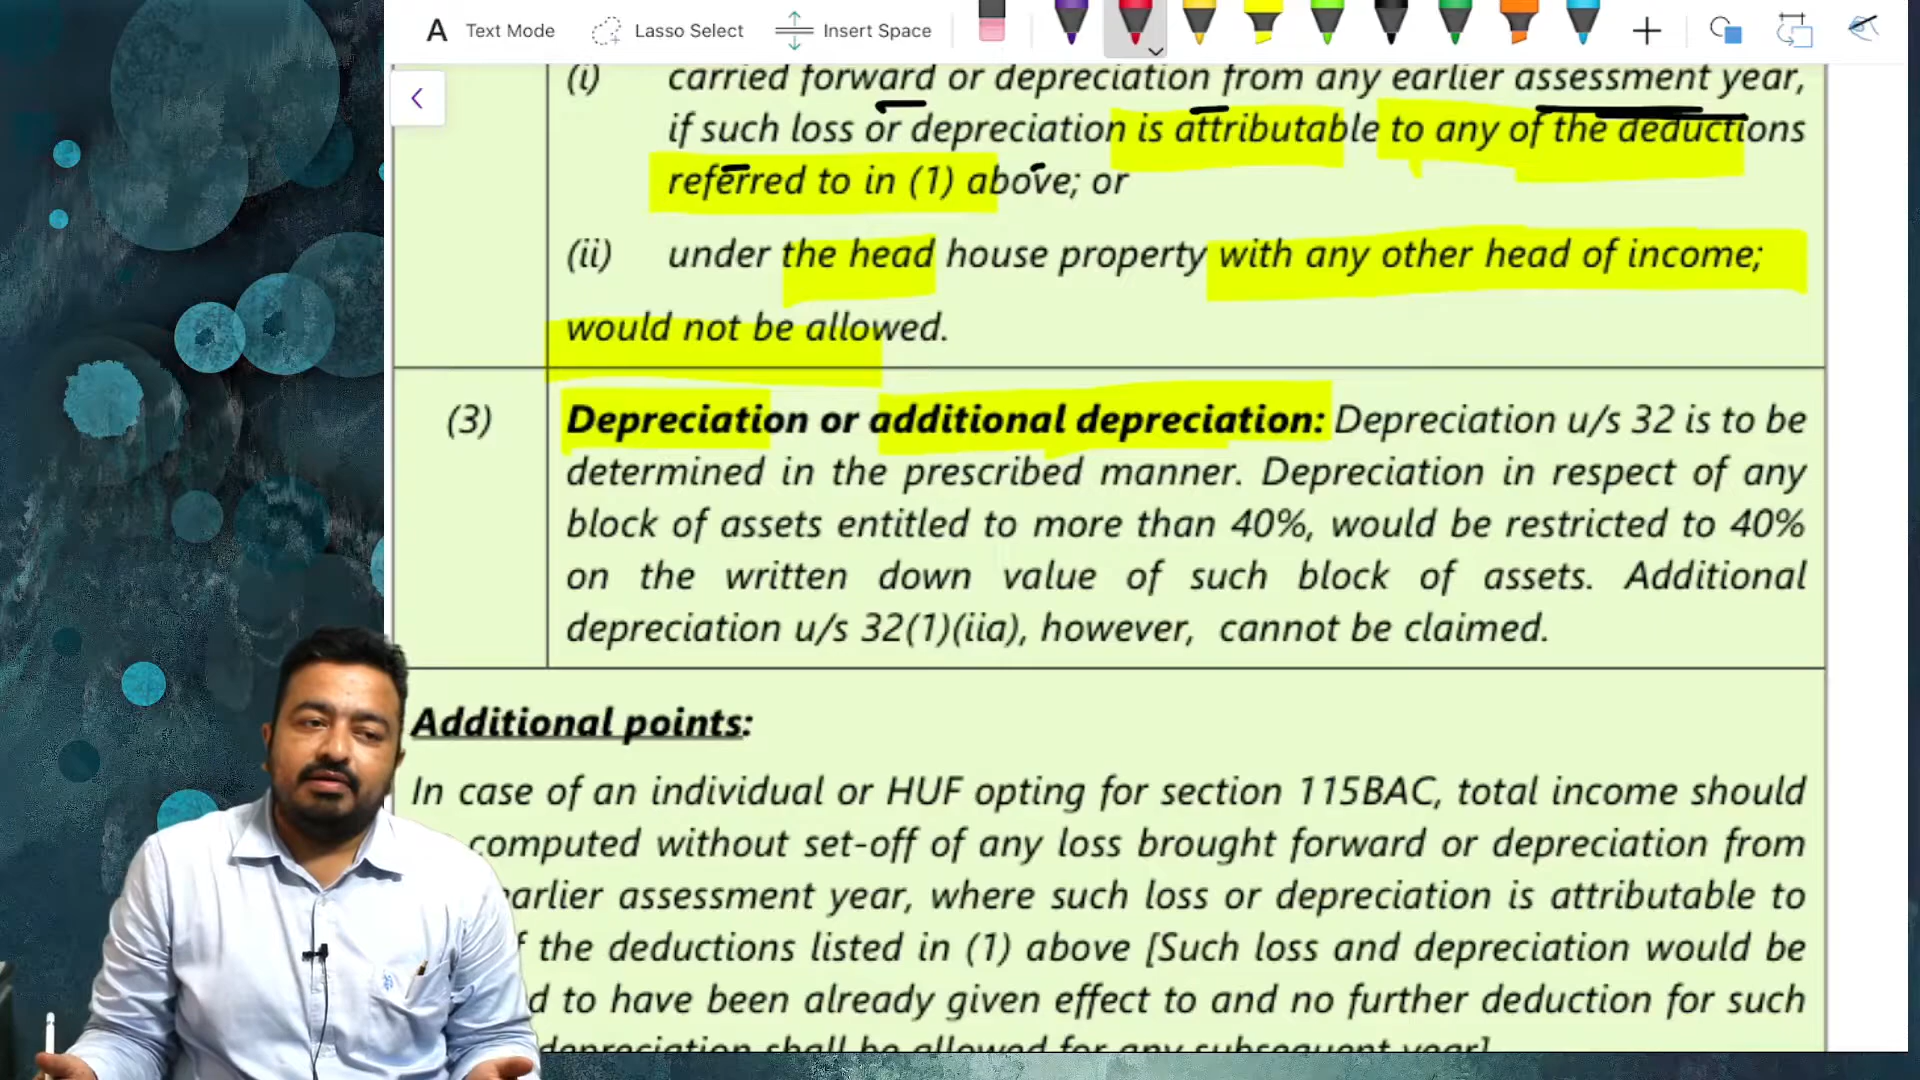 A Text Mode Lasso Select Insert Space
(i) carried forward or depreciation from any earlier assessment year,
if such loss or depreciation is attributable to any of the deductions
referred to in (1) above; or
(ii) under the head house property with any other head of income;
would not be allowed.
(3) Depreciation or additional depreciation: Depreciation u/s 32 is to be
determined in the prescribed manner. Depreciation in respect of any
block of assets entitled to more than 40%, would be restricted to 40%
on the written down value of such block of assets. Additional
depreciation u/s 32(1)(iia), however, cannot be claimed.
Additional points:
In case of an individual or HUF opting for section 115BAC, total income should
computed without set-off of any loss brought forward or depreciation from
arlier assessment year, where such loss or depreciation is attributable to
f the deductions listed in (1) above [Such loss and depreciation would be
d to have been already given effect to and no further deduction for such
depreciation shall be allowed for any subsequent year]